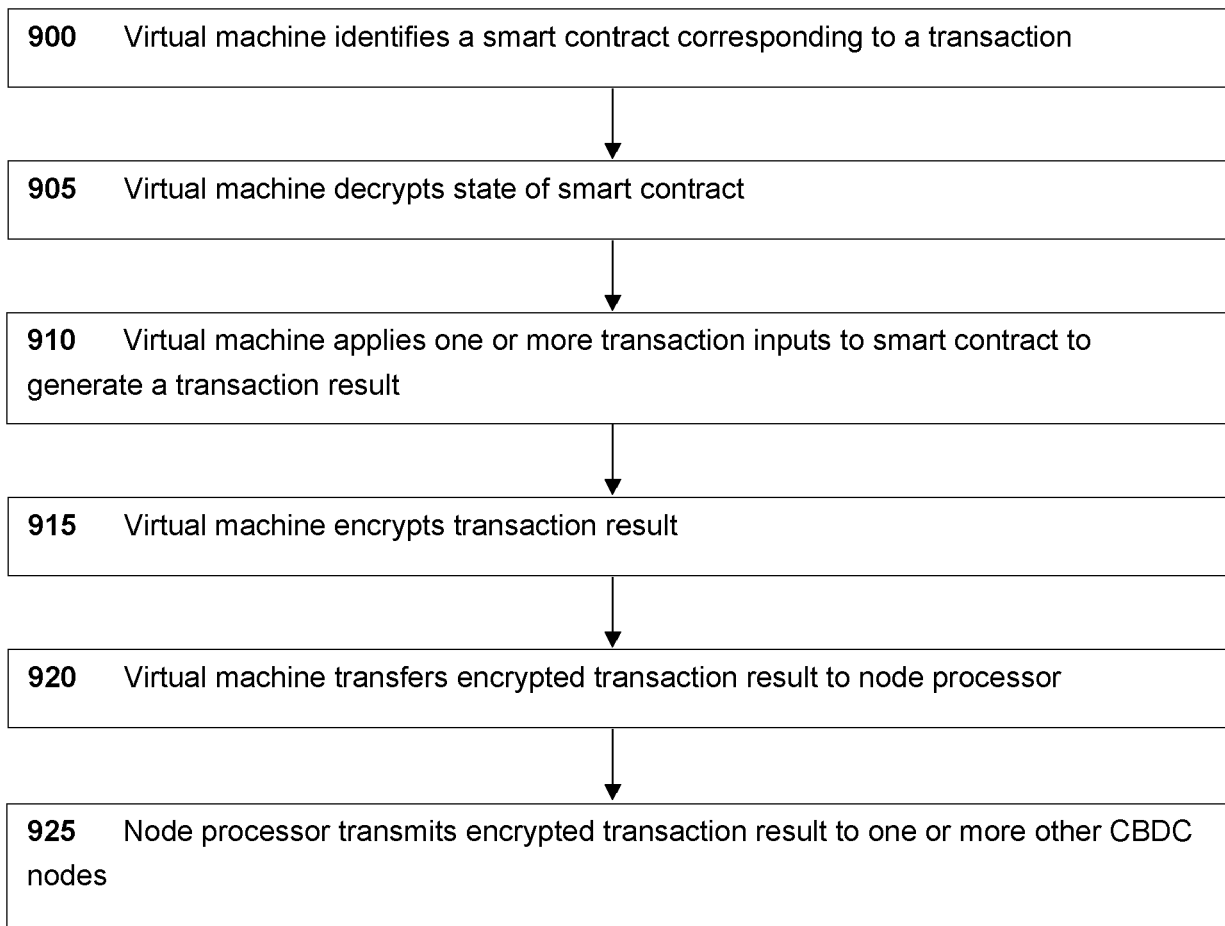 900 Virtual machine identifies a smart contract corresponding to a transaction
905 Virtual machine decrypts state of smart contract
910 Virtual machine applies one or more transaction inputs to smart contract to
generate a transaction result
915 Virtual machine encrypts transaction result
920 Virtual machine transfers encrypted transaction result to node processor
925 Node processor transmits encrypted transaction result to one or more other CBDC
nodes